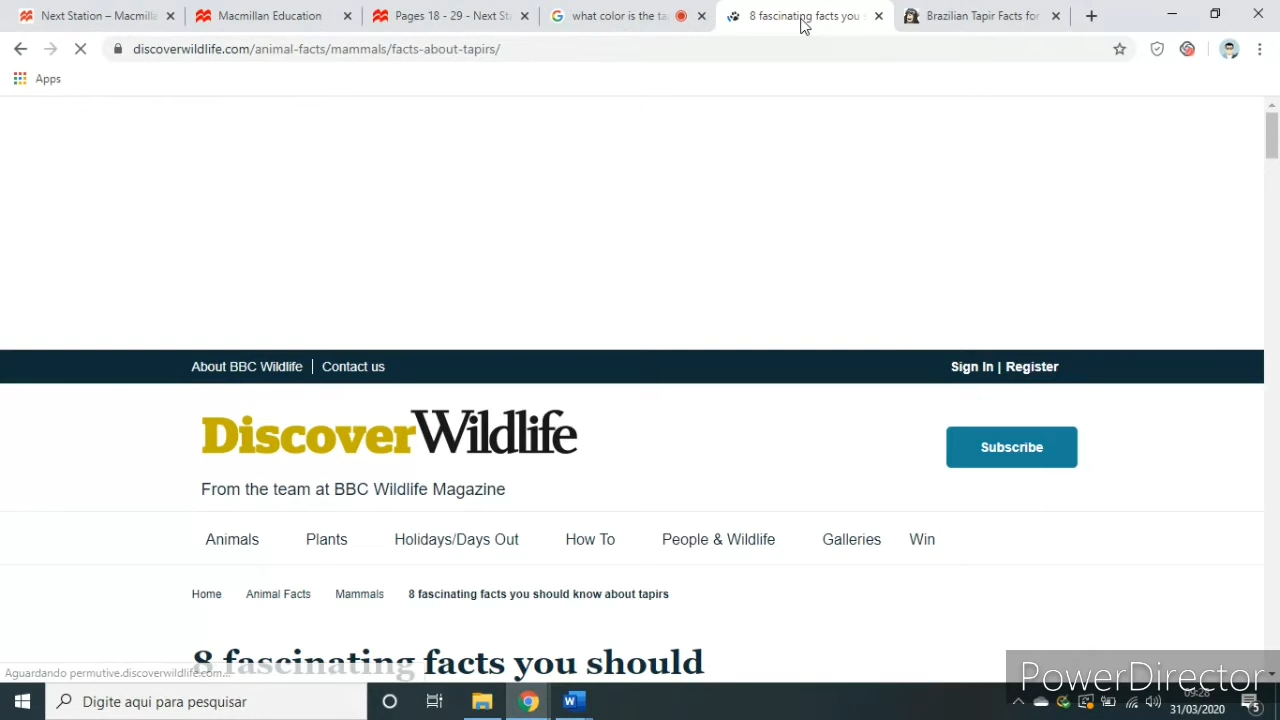 Next Station – Macmilla
Macmillan Education
Pages 18 - 29 - Next St
what color is the ta
8 fascinating facts you s
Brazilian Tapir Facts for
discoverwildlife.com/animal-facts/mammals/facts-about-tapirs/
Apps
About BBC Wildlife | Contact us
Sign In | Register
DiscoverWildlife
Subscribe
From the team at BBC Wildlife Magazine
Animals
Plants
Holidays/Days Out
How To
People & Wildlife
Galleries
Win
Home
Animal Facts
Mammals
8 fascinating facts you should know about tapirs
8 fascinating facts you should
Aguardando permutive.discoverwildlife.com...
PowerDirector
Digite aqui para pesquisar
09:28
31/03/2020
5